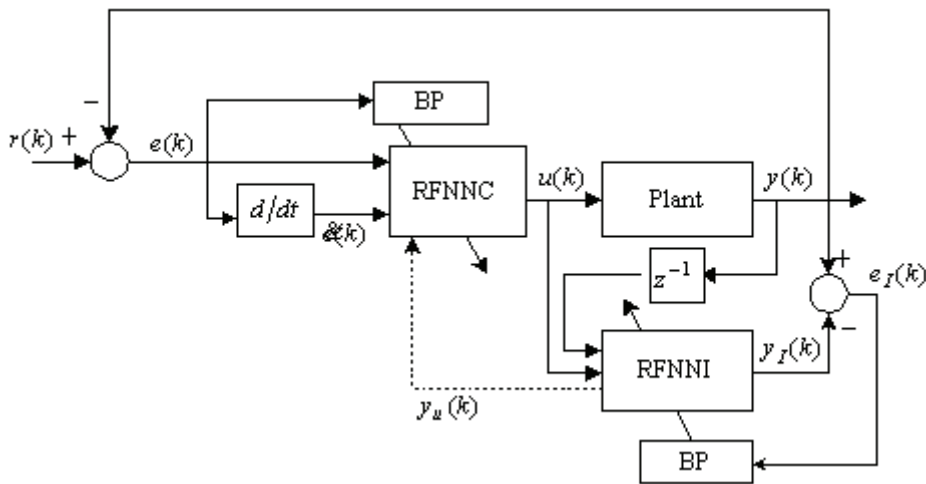 −
BP
r(k) +
e(k)
RFNNC
u(k)
Plant
y(k)
d/dt
&(k)
z⁻¹
+
e_I(k)
−
RFNNI
y_I(k)
y_u(k)
BP